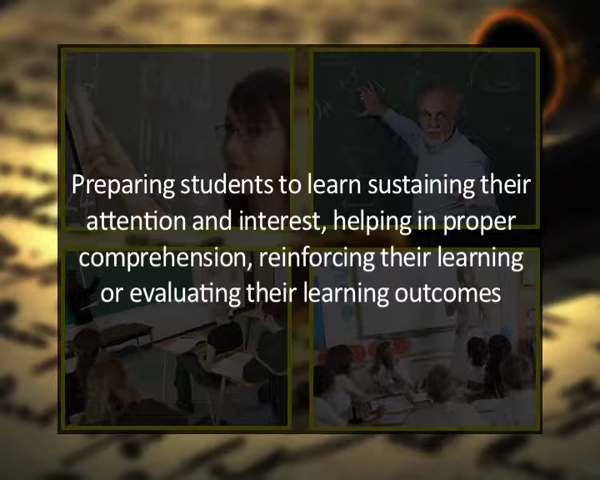 Preparing students to learn sustaining their
attention and interest, helping in proper
comprehension, reinforcing their learning
or evaluating their learning outcomes